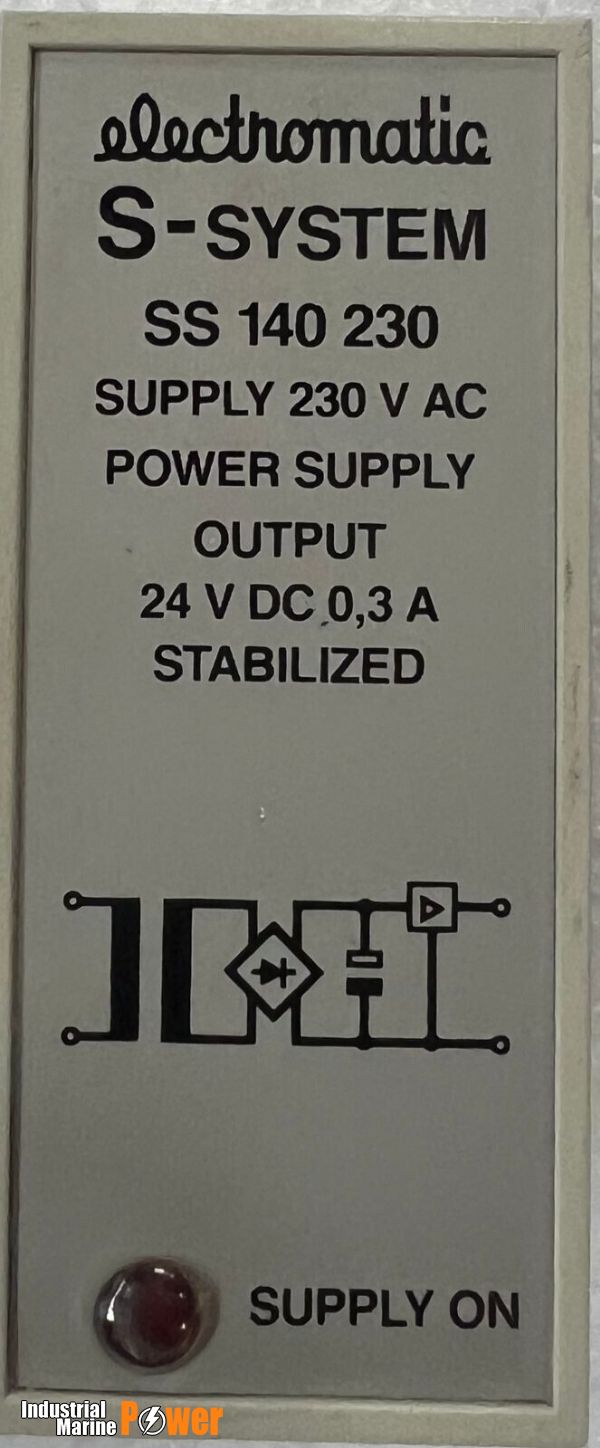 electromatic
S-SYSTEM
SS 140 230
SUPPLY 230 V AC
POWER SUPPLY
OUTPUT
24 V DC 0,3 A
STABILIZED
SUPPLY ON
Industrial
Marine Power